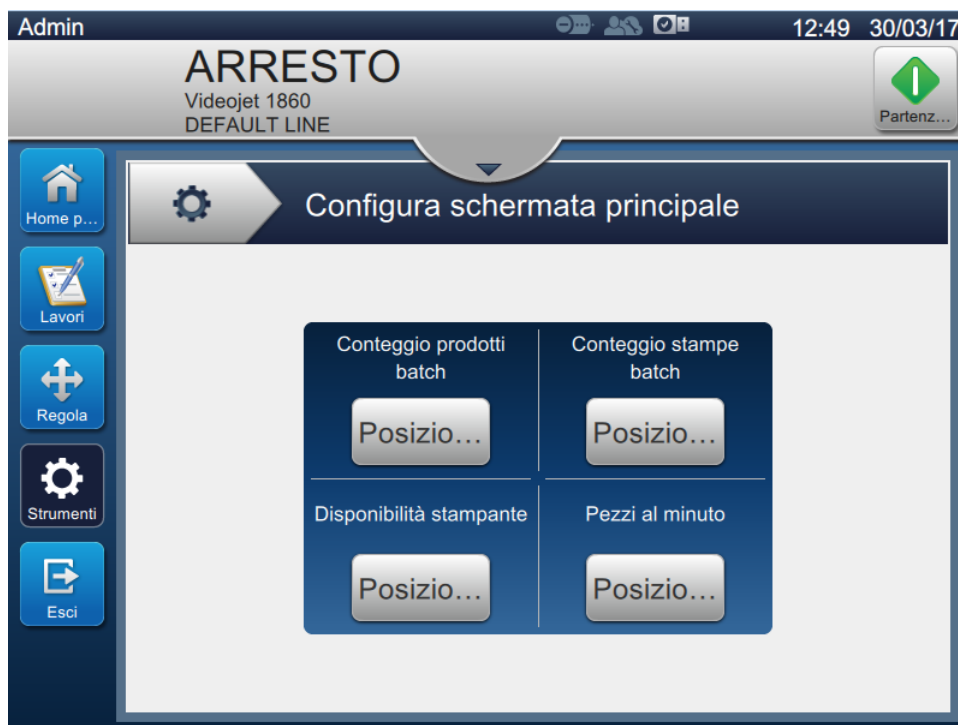 Admin 12:49 30/03/17
ARRESTO
Videojet 1860
DEFAULT LINE
Partenz...
Home p...
Configura schermata principale
Lavori
Conteggio prodotti batch
Conteggio stampe batch
Regola
Posizio...
Posizio...
Strumenti
Disponibilità stampante
Pezzi al minuto
Posizio...
Posizio...
Esci